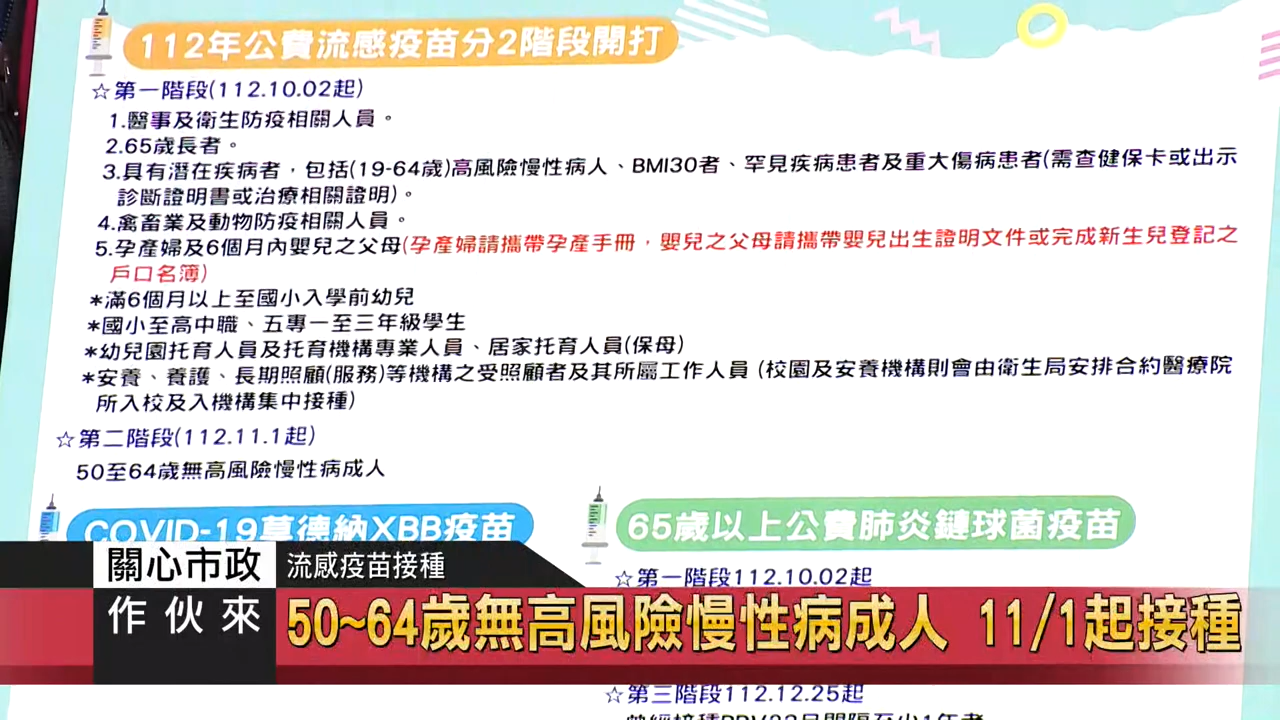 112年公費流感疫苗分2階段開打
☆第一階段(112.10.02起)
1.醫事及衛生防疫相關人員。
2.65歲長者。
3.具有潛在疾病者，包括(19-64歲)高風險慢性病人、BMI30者、罕見疾病患者及重大傷病患者(需查健保卡或出示
診斷證明書或治療相關證明)。
4.禽畜業及動物防疫相關人員。
5.孕產婦及6個月內嬰兒之父母(孕產婦請攜帶孕產手冊，嬰兒之父母請攜帶嬰兒出生證明文件或完成新生兒登記之
戶口名簿)
*滿6個月以上至國小入學前幼兒
*國小至高中職、五專一至三年級學生
*幼兒園托育人員及托育機構專業人員、居家托育人員(保母)
*安養、養護、長期照顧(服務)等機構之受照顧者及其所屬工作人員 (校園及安養機構則會由衛生局安排合約醫療院
所入校及入機構集中接種)
☆第二階段(112.11.1起)
50至64歲無高風險慢性病成人
COVID-19莫德納XBB疫苗
65歲以上公費肺炎鏈球菌疫苗
☆第一階段112.10.02起
關心市政
流感疫苗接種
作伙來
50~64歲無高風險慢性病成人 11/1起接種
☆第三階段112.12.25起